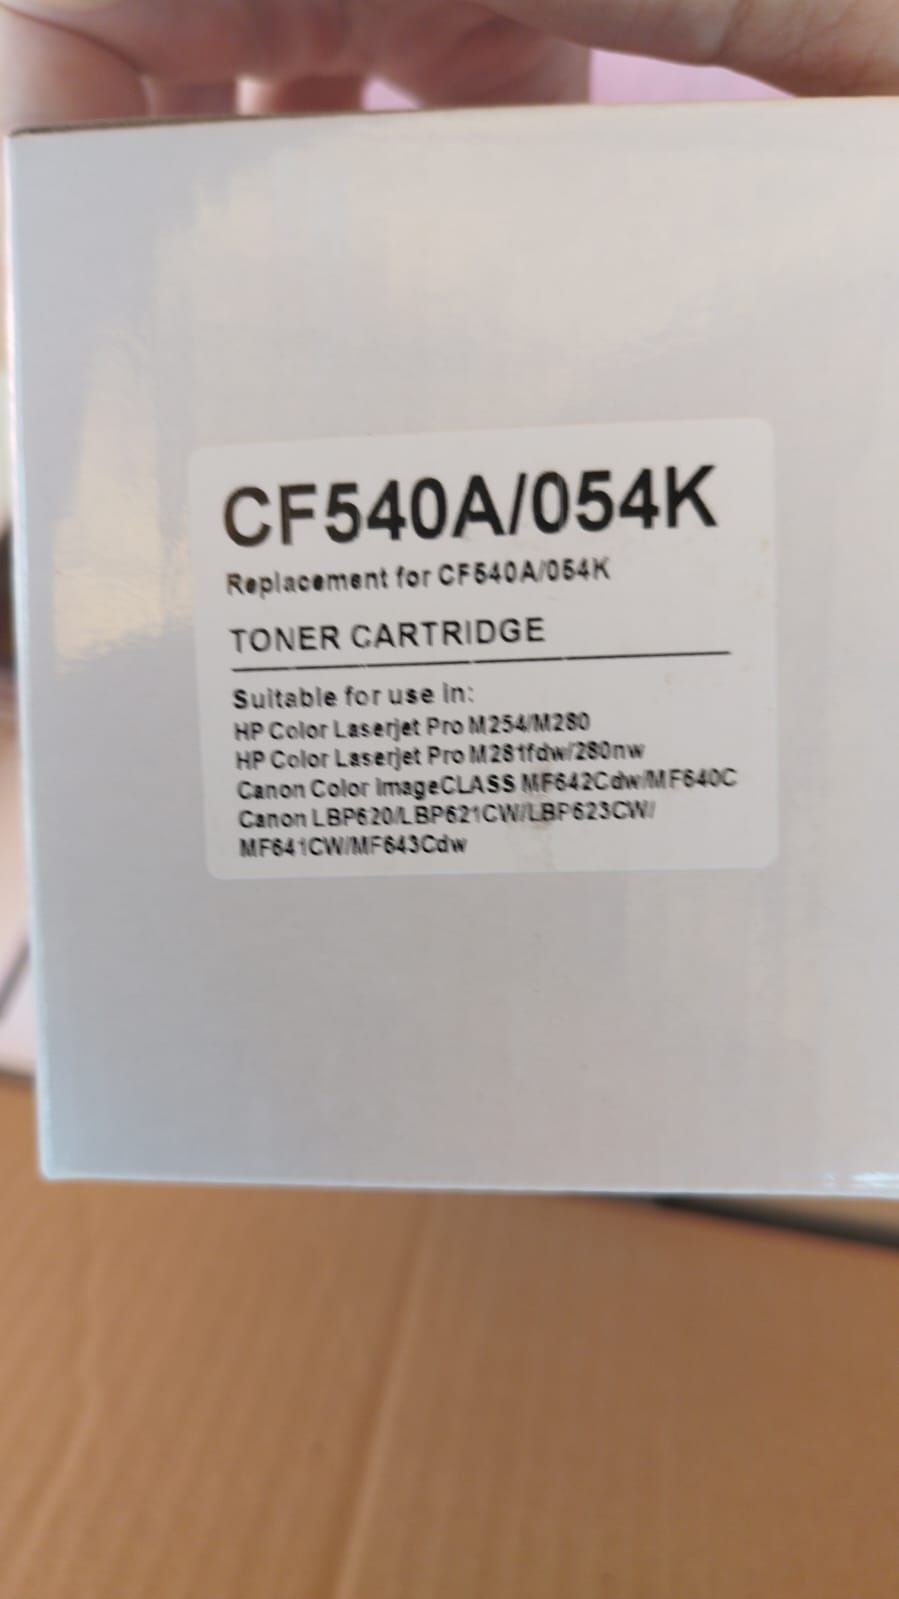 CF540A/054K
Replacement for CF540A/054K
TONER CARTRIDGE
Suitable for use in:
HP Color Laserjet Pro M254/M280
HP Color Laserjet Pro M281fdw/280nw
Canon Color imageCLASS MF642Cdw/MF640C
Canon LBP620/LBP621CW/LBP623CW/
MF641CW/MF643Cdw